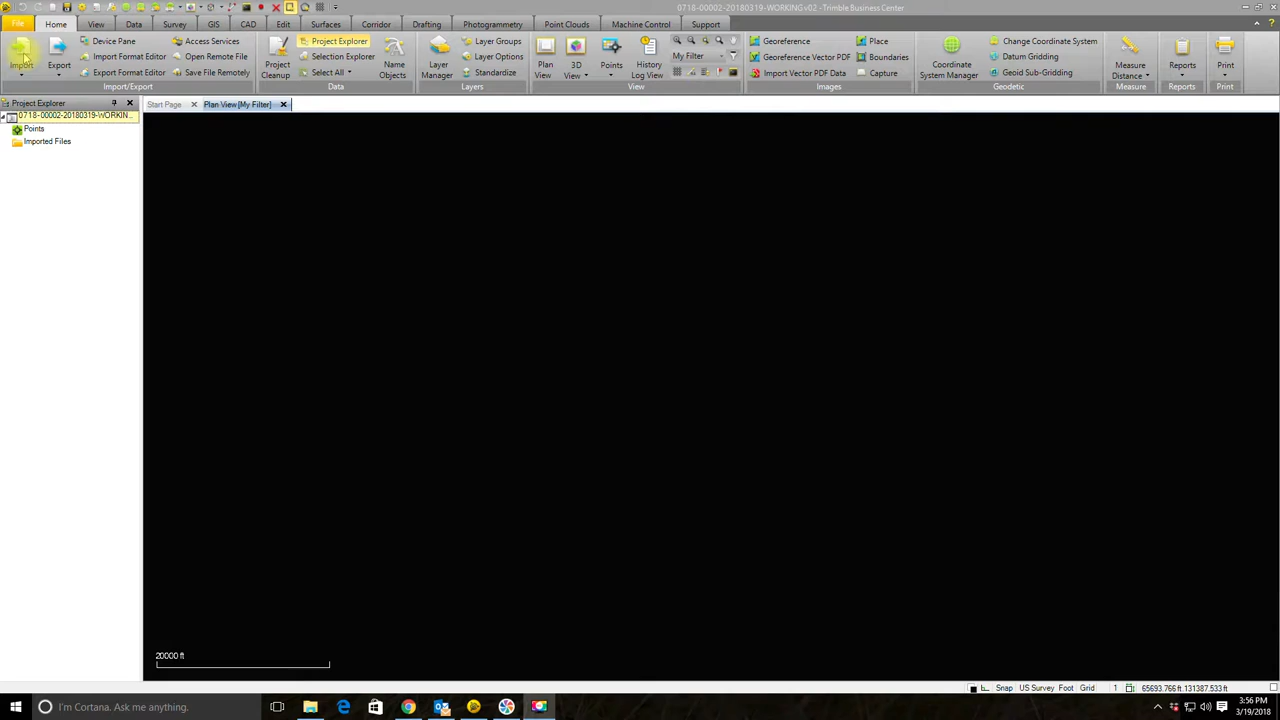 0718-00002-20180319-WORKING v02 - Trimble Business Center
File Home View Data Survey GIS CAD Edit Surfaces Corridor Drafting Photogrammetry Point Clouds Machine Control Support
Device Pane Access Services Project Explorer Layer Groups Georeference Place Change Coordinate System
Import Export Import Format Editor Open Remote File Project Cleanup Selection Explorer Name Objects Layer Manager Layer Options Plan View 3D View Points History Log View My Filter Georeference Vector PDF Boundaries Coordinate System Manager Datum Gridding Measure Distance Reports Print
Export Format Editor Save File Remotely Select All Standardize Import Vector PDF Data Capture Geoid Sub-Gridding
Import/Export Data Layers View Images Geodetic Measure Reports Print
Project Explorer Start Page Plan View [My Filter]
0718-00002-20180319-WORKIN...
Points
Imported Files
20000 ft
Snap US Survey Foot Grid 1 65693.766 ft, 131387.533 ft
I'm Cortana. Ask me anything.
3:56 PM
3/19/2018